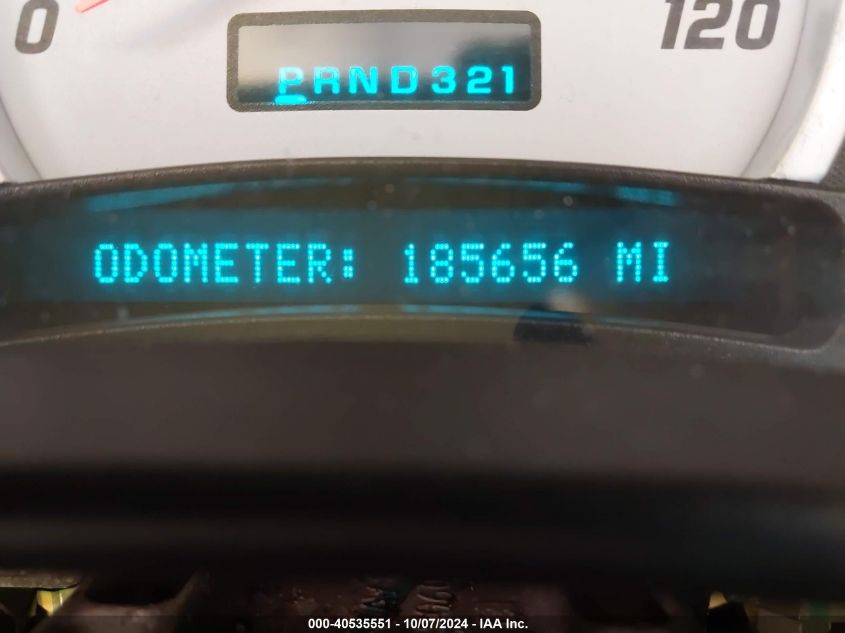 0 120
PRND321
ODOMETER: 185656 MI
000-40535551 - 10/07/2024 - IAA Inc.